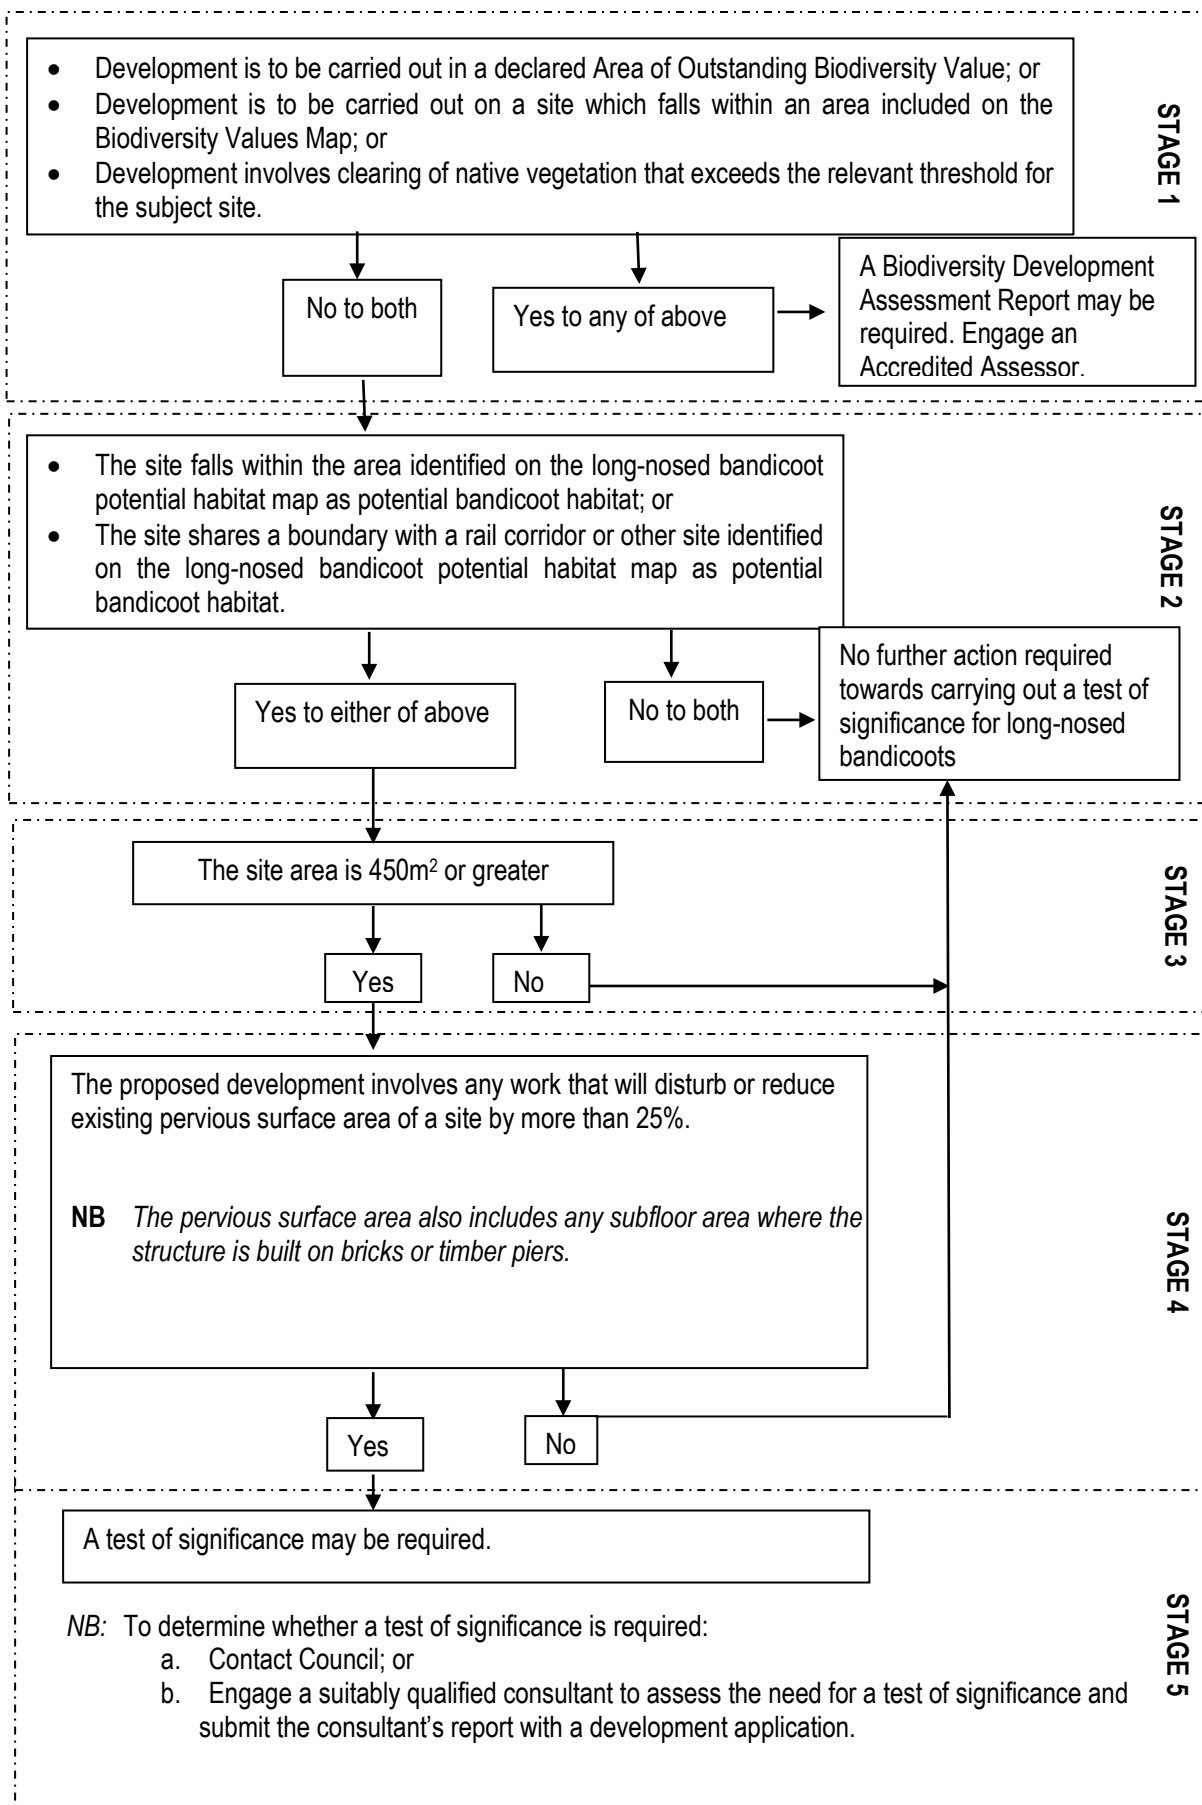 • Development is to be carried out in a declared Area of Outstanding Biodiversity Value; or
• Development is to be carried out on a site which falls within an area included on the
Biodiversity Values Map; or
• Development involves clearing of native vegetation that exceeds the relevant threshold for
the subject site.
STAGE 1
No to both
Yes to any of above
A Biodiversity Development
Assessment Report may be
required. Engage an
Accredited Assessor.
• The site falls within the area identified on the long-nosed bandicoot
potential habitat map as potential bandicoot habitat; or
• The site shares a boundary with a rail corridor or other site identified
on the long-nosed bandicoot potential habitat map as potential
bandicoot habitat.
STAGE 2
Yes to either of above
No to both
No further action required
towards carrying out a test of
significance for long-nosed
bandicoots
The site area is 450m² or greater
STAGE 3
Yes
No
The proposed development involves any work that will disturb or reduce
existing pervious surface area of a site by more than 25%.
NB The pervious surface area also includes any subfloor area where the
structure is built on bricks or timber piers.
STAGE 4
Yes
No
A test of significance may be required.
NB: To determine whether a test of significance is required:
a. Contact Council; or
b. Engage a suitably qualified consultant to assess the need for a test of significance and
submit the consultant’s report with a development application.
STAGE 5